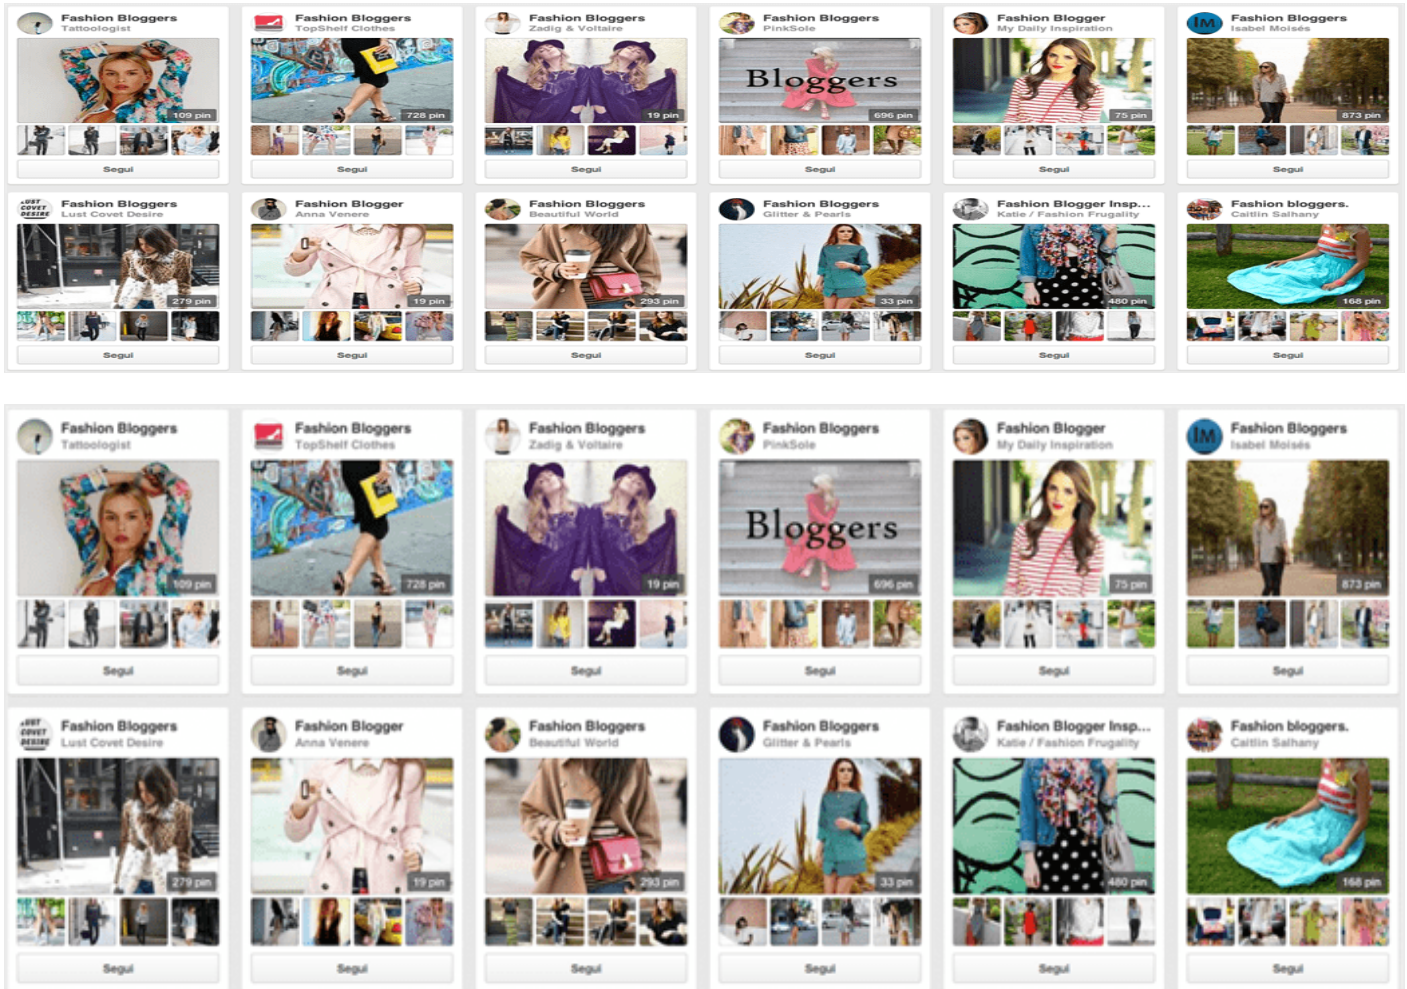 Fashion Bloggers
Tattoologist
Fashion Bloggers
TopShelf Clothes
Fashion Bloggers
Zadig & Voltaire
Fashion Bloggers
PinkSole
Fashion Blogger
My Daily Inspiration
IM
Fashion Bloggers
Isabel Moisés
109 pin
728 pin
19 pin
Bloggers
696 pin
75 pin
873 pin
Segui
Segui
Segui
Segui
Segui
Segui
LUST
COVET
DESIRE
Fashion Bloggers
Lust Covet Desire
Fashion Blogger
Anna Venere
Fashion Bloggers
Beautiful World
Fashion Bloggers
Glitter & Pearls
Fashion Blogger Insp...
Katie / Fashion Frugality
Fashion bloggers.
Caitlin Salhany
279 pin
19 pin
293 pin
33 pin
480 pin
168 pin
Segui
Segui
Segui
Segui
Segui
Segui
Fashion Bloggers
Tattoologist
Fashion Bloggers
TopShelf Clothes
Fashion Bloggers
Zadig & Voltaire
Fashion Bloggers
PinkSole
Fashion Blogger
My Daily Inspiration
IM
Fashion Bloggers
Isabel Moisés
109 pin
728 pin
19 pin
Bloggers
696 pin
75 pin
873 pin
Segui
Segui
Segui
Segui
Segui
Segui
LUST
COVET
DESIRE
Fashion Bloggers
Lust Covet Desire
Fashion Blogger
Anna Venere
Fashion Bloggers
Beautiful World
Fashion Bloggers
Glitter & Pearls
Fashion Blogger Insp...
Katie / Fashion Frugality
Fashion bloggers.
Caitlin Salhany
279 pin
19 pin
293 pin
33 pin
480 pin
168 pin
Segui
Segui
Segui
Segui
Segui
Segui